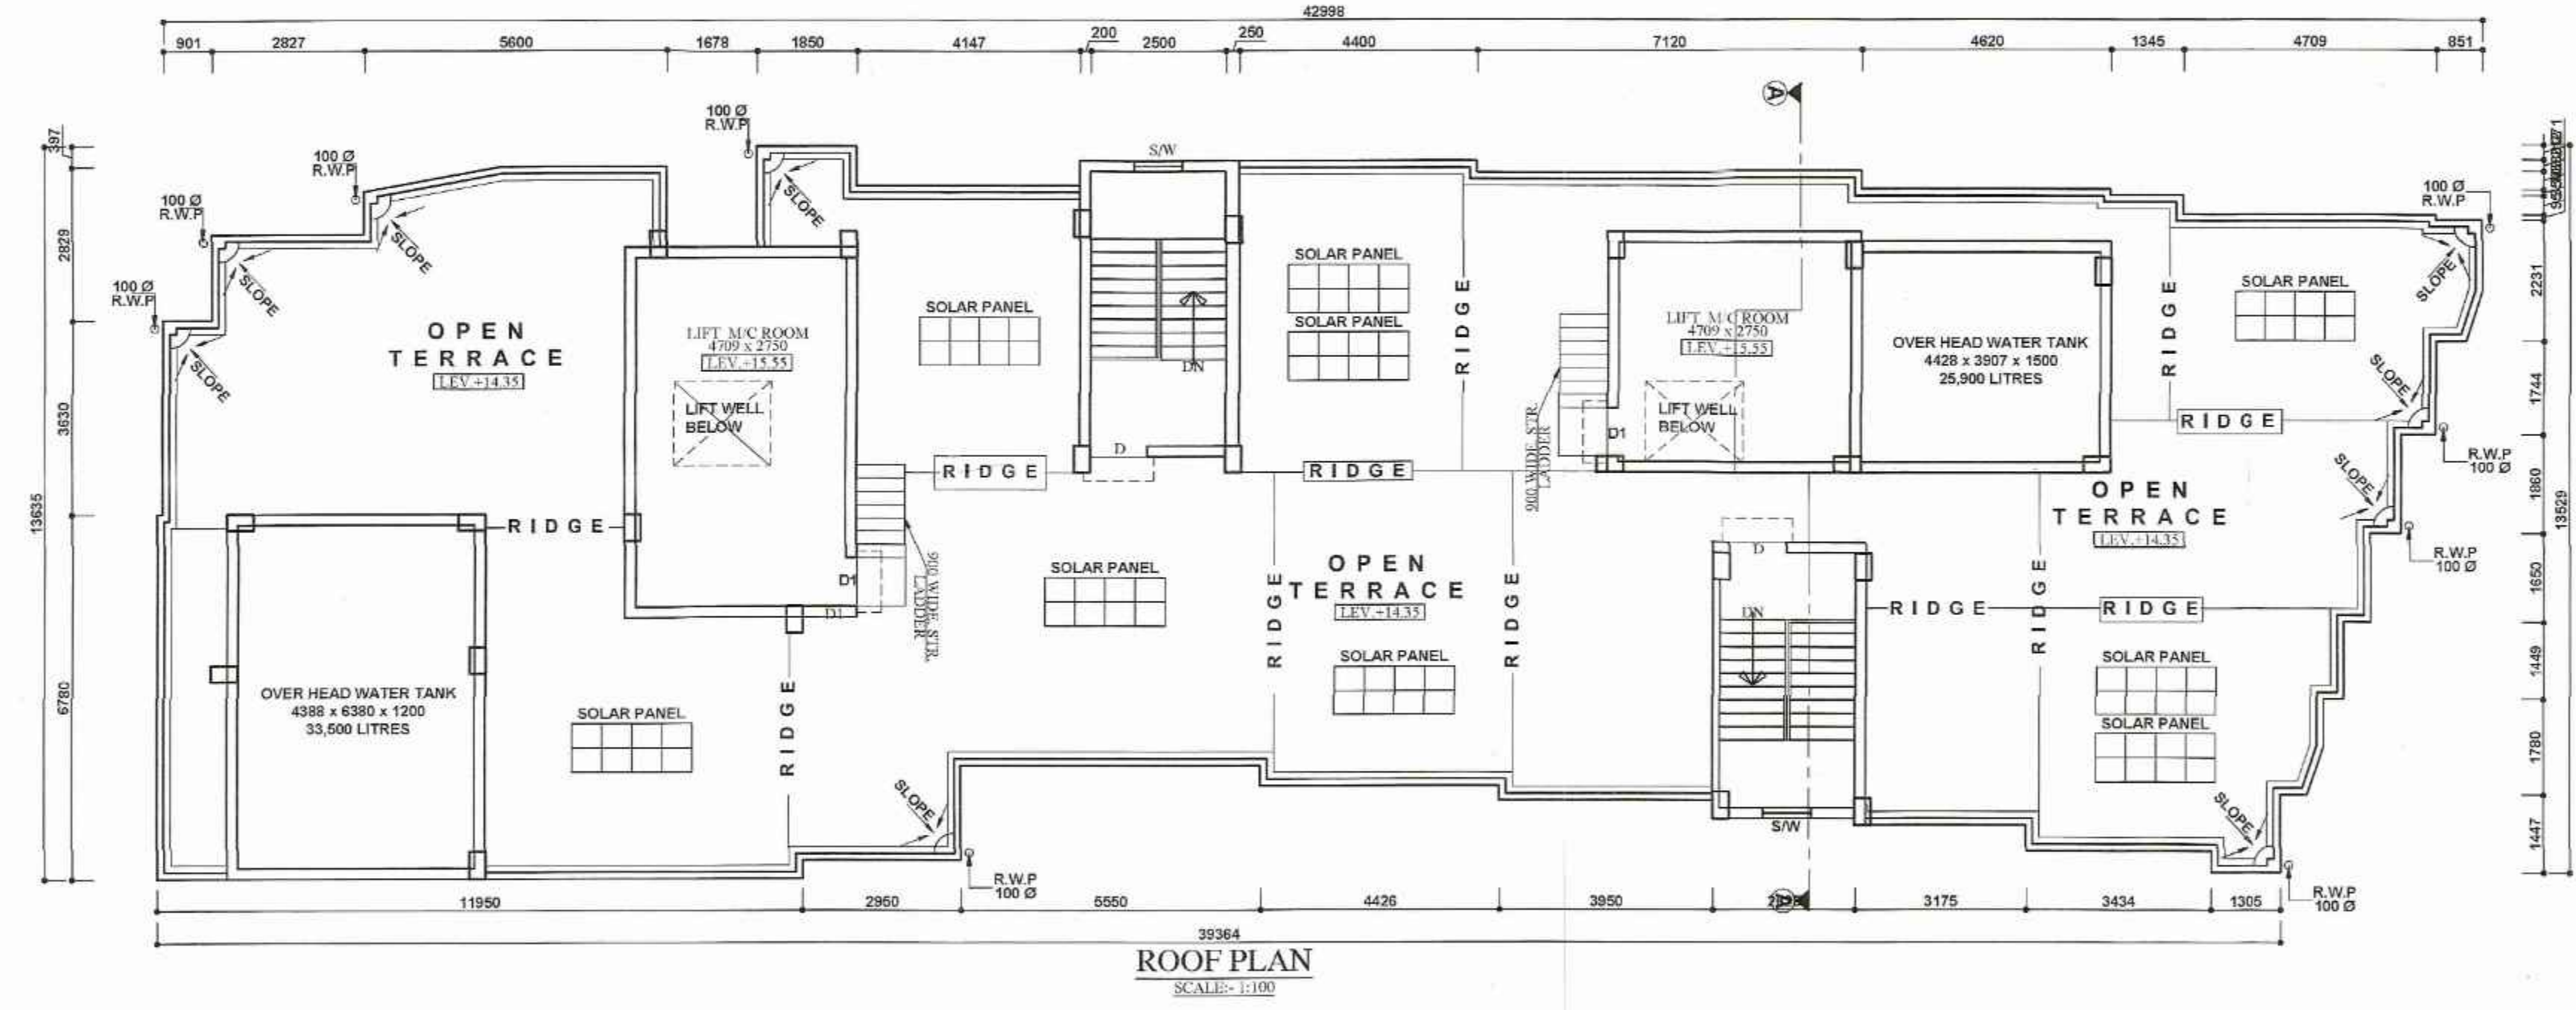 42998
901
2827
5600
1678
1850
4147
200
2500
250
4400
7120
4620
1345
4709
851
A
100 Ø
R.W.P
100 Ø
R.W.P
100 Ø
R.W.P
100 Ø
R.W.P
100 Ø
R.W.P
S/W
397
2829
3630
6780
13635
2231
1744
1860
1650
1449
1780
1447
13529
SLOPE
SLOPE
SLOPE
SLOPE
SLOPE
SLOPE
SLOPE
SLOPE
SLOPE
OPEN
TERRACE
LEV.+14.35
LIFT M/C ROOM
4709 x 2750
LEV.+15.55
LIFT WELL
BELOW
SOLAR PANEL
DN
D
SOLAR PANEL
SOLAR PANEL
RIDGE
LIFT M/C ROOM
4709 x 2750
LEV.+15.55
LIFT WELL
BELOW
D1
900 WIDE STR.
LADDER
OVER HEAD WATER TANK
4428 x 3907 x 1500
25,900 LITRES
RIDGE
SOLAR PANEL
RIDGE
R.W.P
100 Ø
R.W.P
100 Ø
RIDGE
RIDGE
RIDGE
OPEN
TERRACE
LEV.+14.35
D1
D1
900 WIDE STR.
LADDER
SOLAR PANEL
RIDGE
OPEN
TERRACE
LEV.+14.35
SOLAR PANEL
RIDGE
D
DN
S/W
RIDGE
RIDGE
RIDGE
SOLAR PANEL
SOLAR PANEL
OVER HEAD WATER TANK
4388 x 6380 x 1200
33,500 LITRES
SOLAR PANEL
RIDGE
R.W.P
100 Ø
R.W.P
100 Ø
11950
2950
5550
4426
3950
3175
3434
1305
39364
ROOF PLAN
SCALE:- 1:100